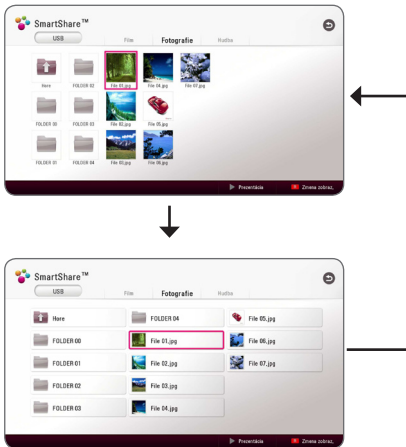 SmartShare™
USB Film Fotografie Hudba
Hore FOLDER 02 File 01.jpg File 04.jpg File 07.jpg
FOLDER 00 FOLDER 03 File 02.jpg File 05.jpg
FOLDER 01 FOLDER 04 File 03.jpg File 06.jpg
Prezentácia Zmena zobraz.
SmartShare™
USB Film Fotografie Hudba
Hore FOLDER 04 File 05.jpg
FOLDER 00 File 01.jpg File 06.jpg
FOLDER 01 File 02.jpg File 07.jpg
FOLDER 02 File 03.jpg
FOLDER 03 File 04.jpg
Prezentácia Zmena zobraz.